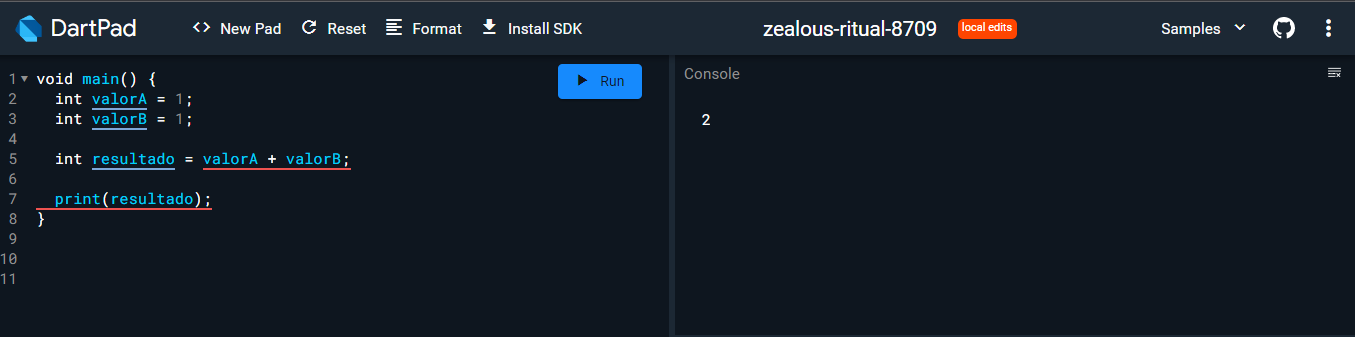 DartPad <> New Pad Reset Format Install SDK zealous-ritual-8709 local edits Samples
1 void main() {
2 int valorA = 1;
3 int valorB = 1;
4
5 int resultado = valorA + valorB;
6
7 print(resultado);
8 }
9
10
11
Run
Console
2